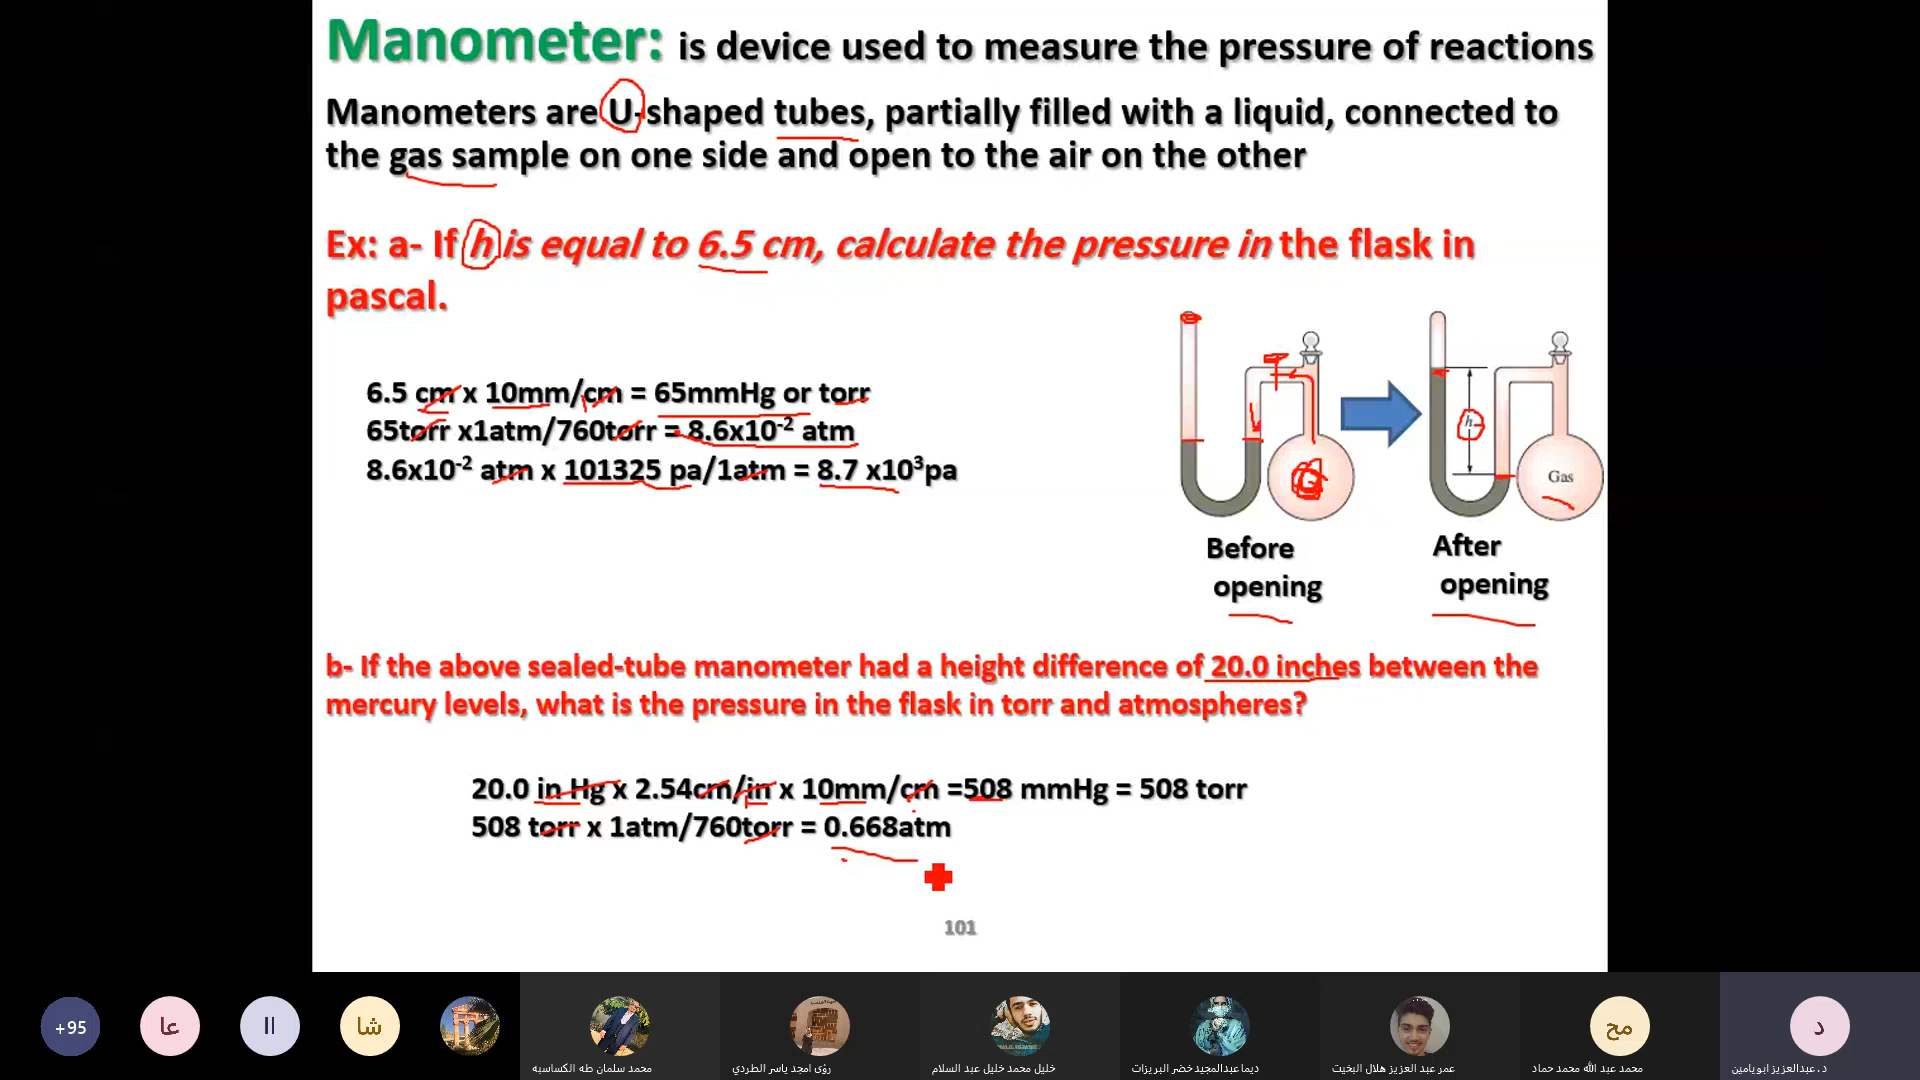 Manometer: is device used to measure the pressure of reactions
Manometers are U-shaped tubes, partially filled with a liquid, connected to
the gas sample on one side and open to the air on the other
Ex: a- If h is equal to 6.5 cm, calculate the pressure in the flask in
pascal.
6.5 cm x 10mm/cm = 65mmHg or torr
65torr x1atm/760torr = 8.6x10⁻² atm
8.6x10⁻² atm x 101325 pa/1atm = 8.7 x10³pa
h
G
Gas
Before
opening
After
opening
b- If the above sealed-tube manometer had a height difference of 20.0 inches between the
mercury levels, what is the pressure in the flask in torr and atmospheres?
20.0 in Hg x 2.54cm/in x 10mm/cm =508 mmHg = 508 torr
508 torr x 1atm/760torr = 0.668atm
101
+95
عا
اا
شا
مح
د
محمد سلمان طه الكساسبه
رؤى امجد ياسر الطردي
خليل محمد خليل عبد السلام
ديما عبدالمجيد خضر البريزات
عمر عبد العزيز هلال البخيت
محمد عبد الله محمد حماد
د.عبدالعزيز ابويامين